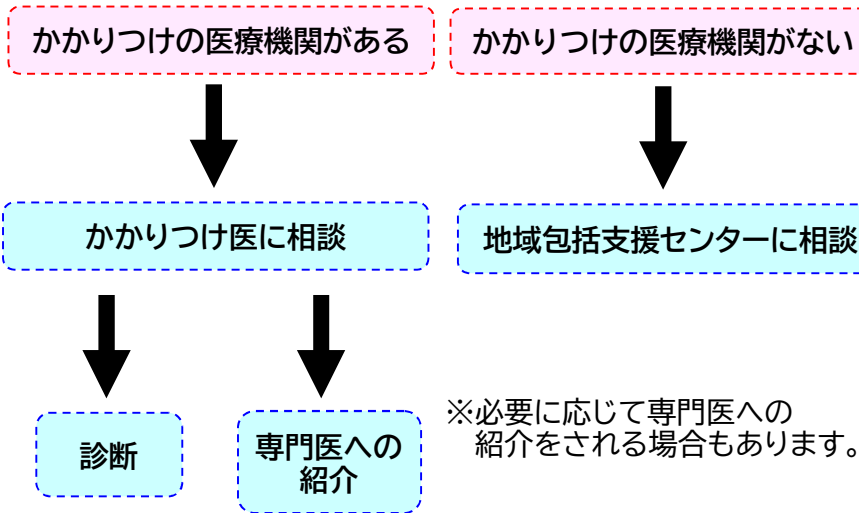 かかりつけの医療機関がある
かかりつけの医療機関がない
かかりつけ医に相談
地域包括支援センターに相談
診断
専門医への
紹介
※必要に応じて専門医への
紹介をされる場合もあります。